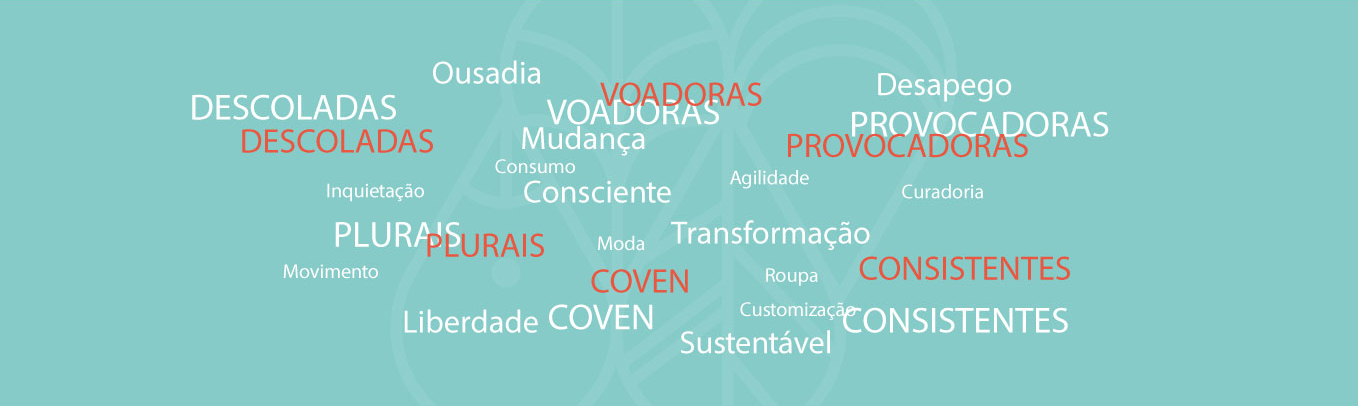 Ousadia
Desapego
VOADORAS
DESCOLADAS
VOADORAS
PROVOCADORAS
DESCOLADAS
Mudança
PROVOCADORAS
Consumo
Agilidade
Inquietação
Consciente
Curadoria
PLURAIS
Transformação
PLURAIS
Moda
Movimento
CONSISTENTES
Roupa
COVEN
Customização
Liberdade
COVEN
CONSISTENTES
Sustentável